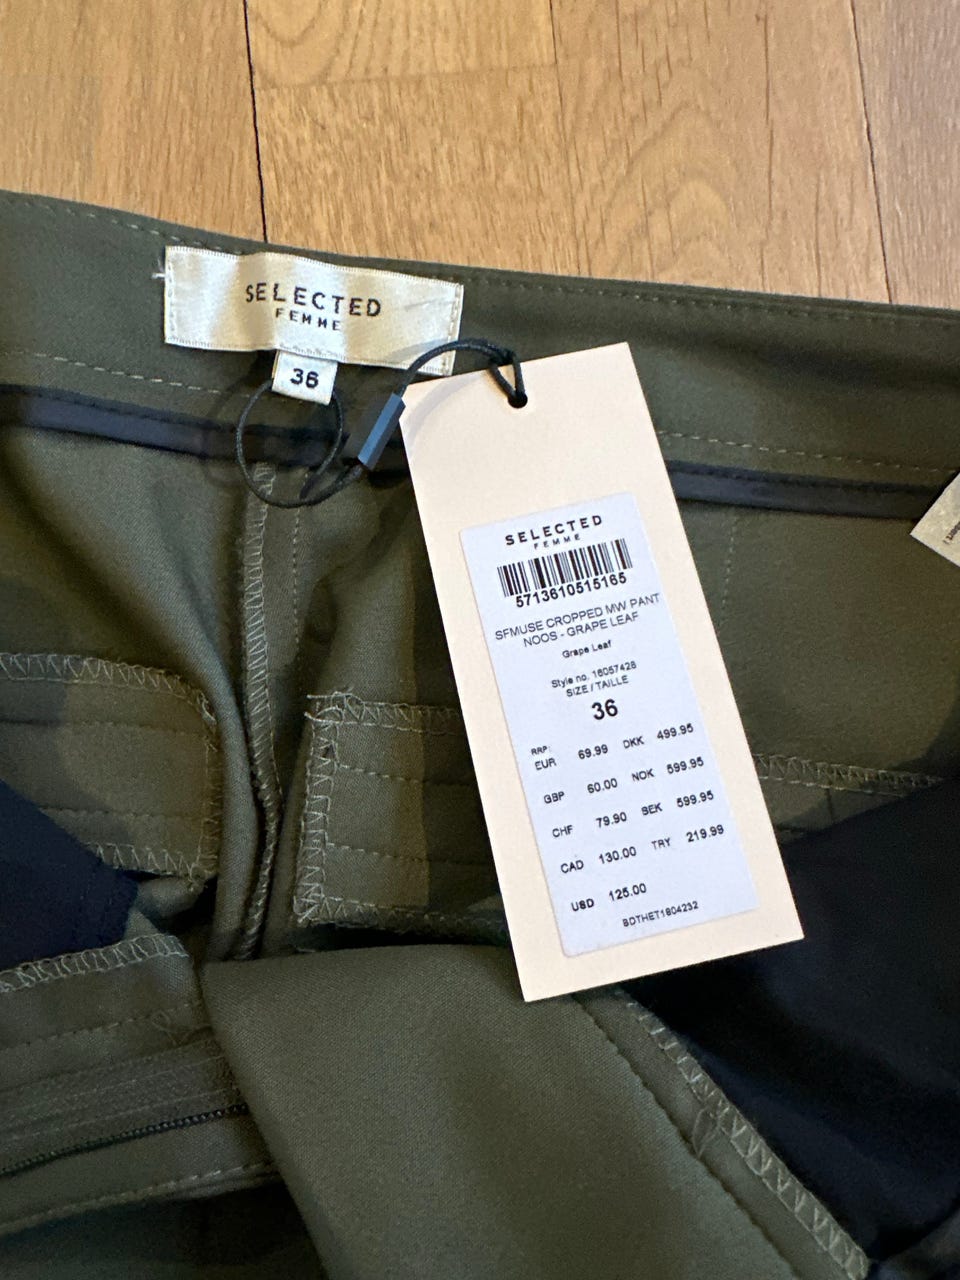 SELECTED
FEMME
36
SELECTED
FEMME
5713610515165
SFMUSE CROPPED MW PANT
NOOS - GRAPE LEAF
Grape Leaf
Style no. 16057428
SIZE / TAILLE
36
RRP:
EUR 69.99 DKK 499.95
GBP 60.00 NOK 599.95
CHF 79.90 SEK 599.95
CAD 130.00 TRY 219.99
USD 125.00
BDTHET1804232